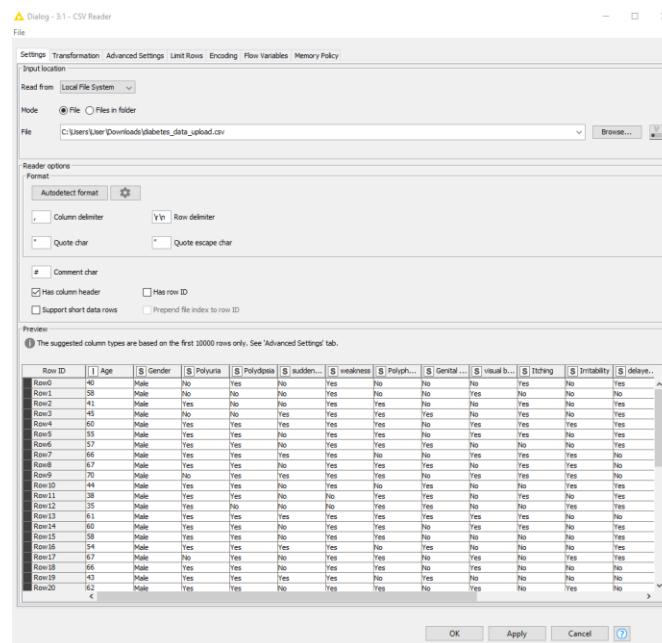 Dialog - 3:1 - CSV Reader
File
Settings Transformation Advanced Settings Limit Rows Encoding Flow Variables Memory Policy
Input location
Read from Local File System
Mode File Files in folder
File C:\Users\User\Downloads\diabetes_data_upload.csv Browse...
Reader options
Format
Autodetect format
, Column delimiter \r\n Row delimiter
" Quote char " Quote escape char
# Comment char
Has column header Has row ID
Support short data rows Prepend file index to row ID
Preview
The suggested column types are based on the first 10000 rows only. See 'Advanced Settings' tab.
Row ID I Age S Gender S Polyuria S Polydipsia S sudden... S weakness S Polyph... S Genital ... S visual b... S Itching S Irritability S delaye...
Row0 40 Male No Yes No Yes No No No Yes No Yes
Row1 58 Male No No No Yes No No Yes No No No
Row2 41 Male Yes No No Yes Yes No No Yes No Yes
Row3 45 Male No No Yes Yes Yes Yes No Yes No Yes
Row4 60 Male Yes Yes Yes Yes Yes No Yes Yes Yes Yes
Row5 55 Male Yes Yes No Yes Yes No Yes Yes No Yes
Row6 57 Male Yes Yes No Yes Yes Yes No No No Yes
Row7 66 Male Yes Yes Yes Yes No No Yes Yes Yes No
Row8 67 Male Yes Yes No Yes Yes Yes No Yes Yes No
Row9 70 Male No Yes Yes Yes Yes No Yes Yes Yes No
Row10 44 Male Yes Yes No Yes No Yes No No Yes Yes
Row11 38 Male Yes Yes No No Yes Yes No Yes No Yes
Row12 35 Male Yes No No No Yes Yes No No Yes Yes
Row13 61 Male Yes Yes Yes Yes Yes Yes Yes Yes No No
Row14 60 Male Yes Yes No Yes Yes No Yes Yes No Yes
Row15 58 Male Yes Yes No Yes Yes No No No No Yes
Row16 54 Male Yes Yes Yes Yes No Yes No No No Yes
Row17 67 Male No Yes No Yes Yes No Yes No Yes Yes
Row18 66 Male Yes Yes No Yes Yes No Yes No No No
Row19 43 Male Yes Yes Yes Yes No Yes No No No No
Row20 62 Male Yes Yes No Yes Yes No Yes No Yes No
OK Apply Cancel ?